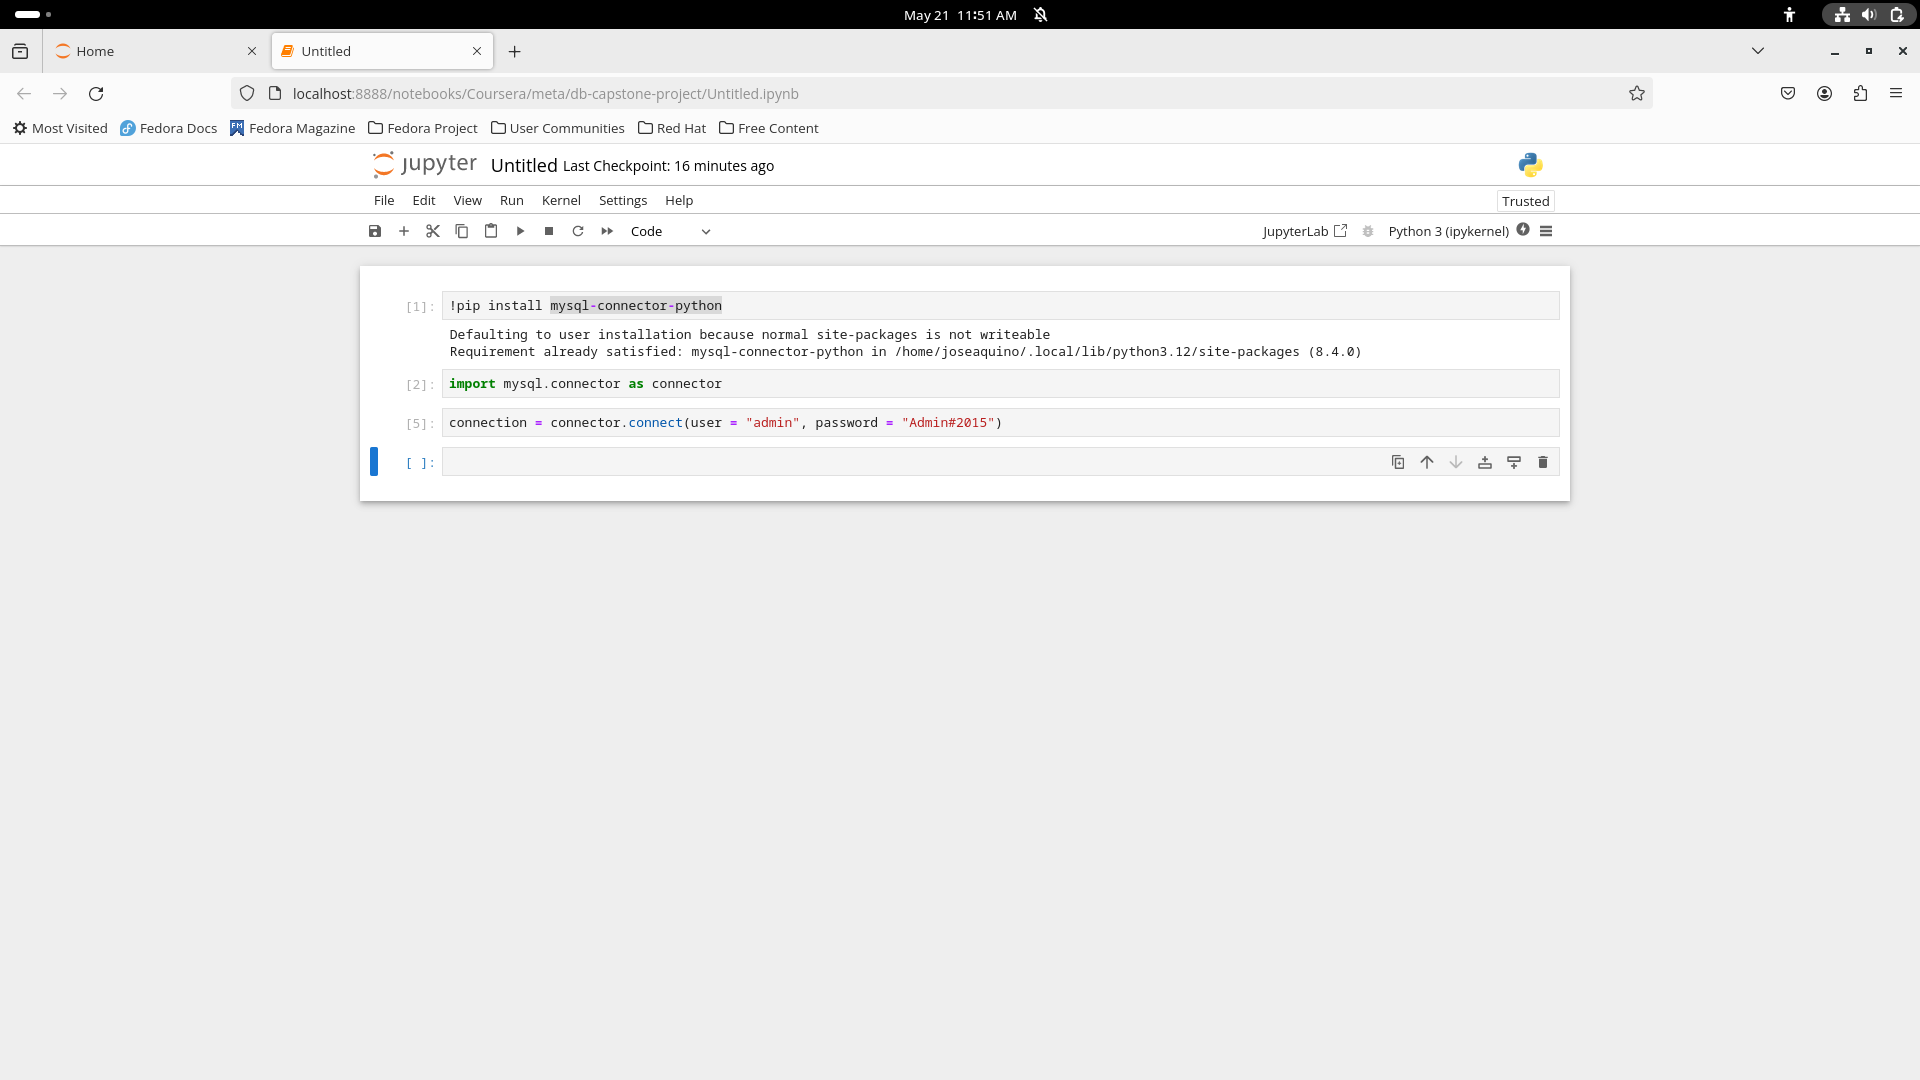 May 21 11:51 AM
Home
Untitled
localhost:8888/notebooks/Coursera/meta/db-capstone-project/Untitled.ipynb
Most Visited Fedora Docs Fedora Magazine Fedora Project User Communities Red Hat Free Content
jupyter Untitled Last Checkpoint: 16 minutes ago
File Edit View Run Kernel Settings Help Trusted
Code JupyterLab Python 3 (ipykernel)
[1]: !pip install mysql-connector-python
Defaulting to user installation because normal site-packages is not writeable
Requirement already satisfied: mysql-connector-python in /home/joseaquino/.local/lib/python3.12/site-packages (8.4.0)
[2]: import mysql.connector as connector
[5]: connection = connector.connect(user = "admin", password = "Admin#2015")
[ ]: